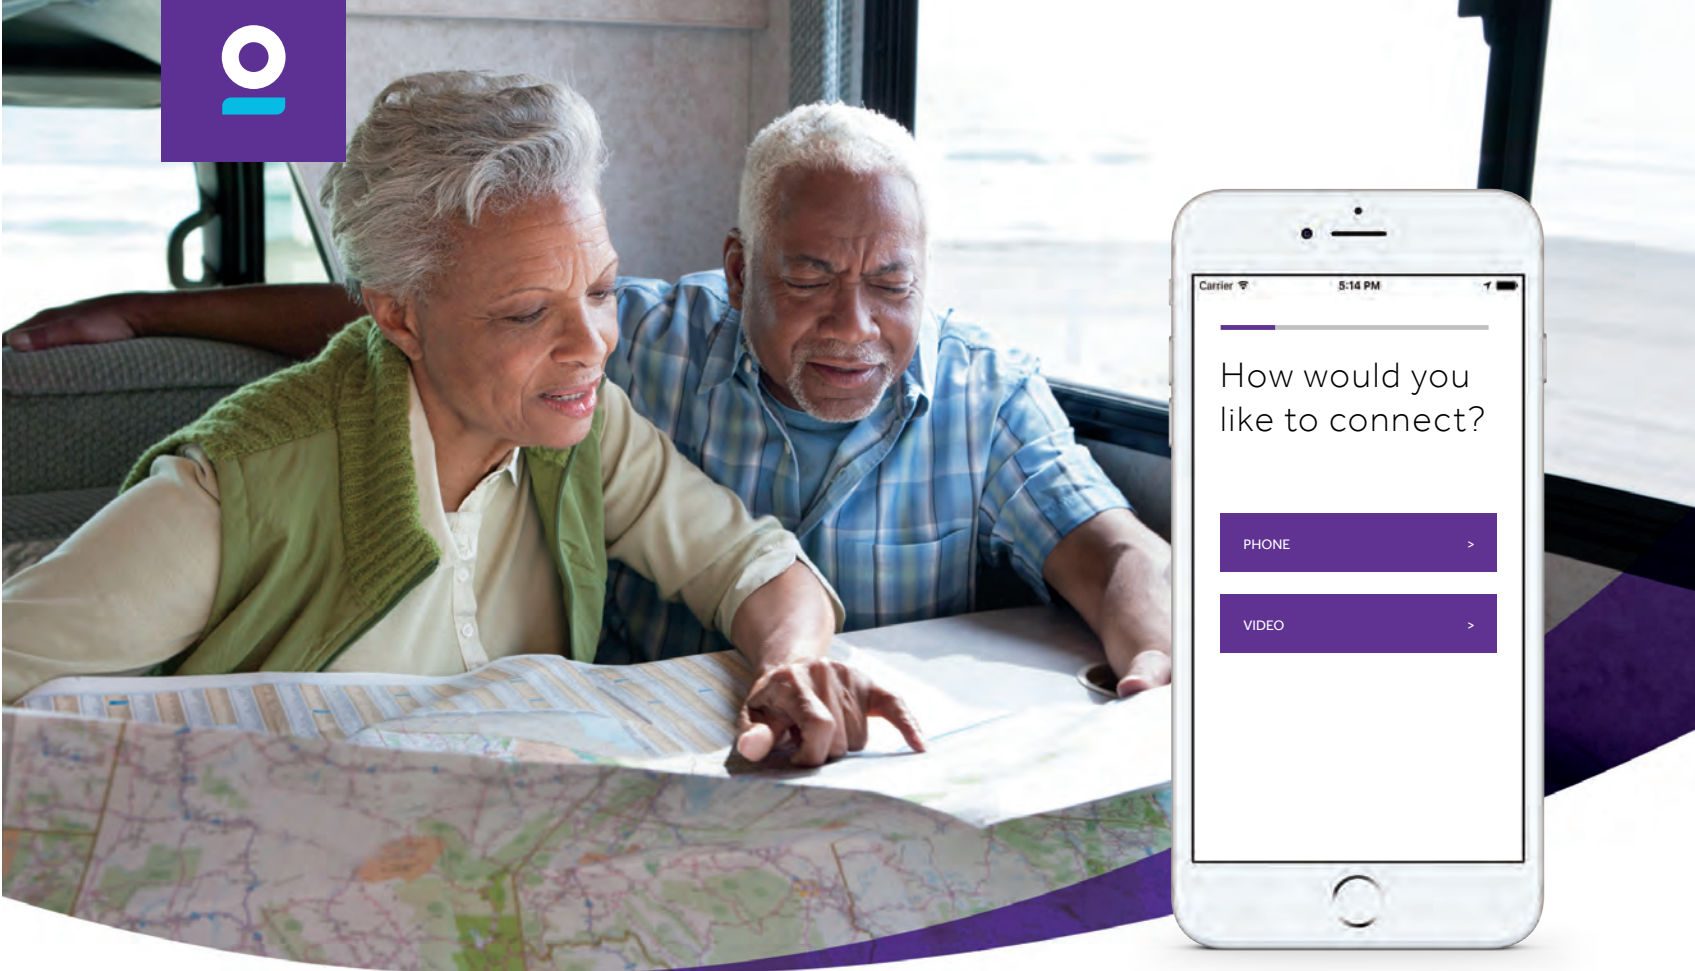 Carrier 5:14 PM
How would you
like to connect?
PHONE >
VIDEO >